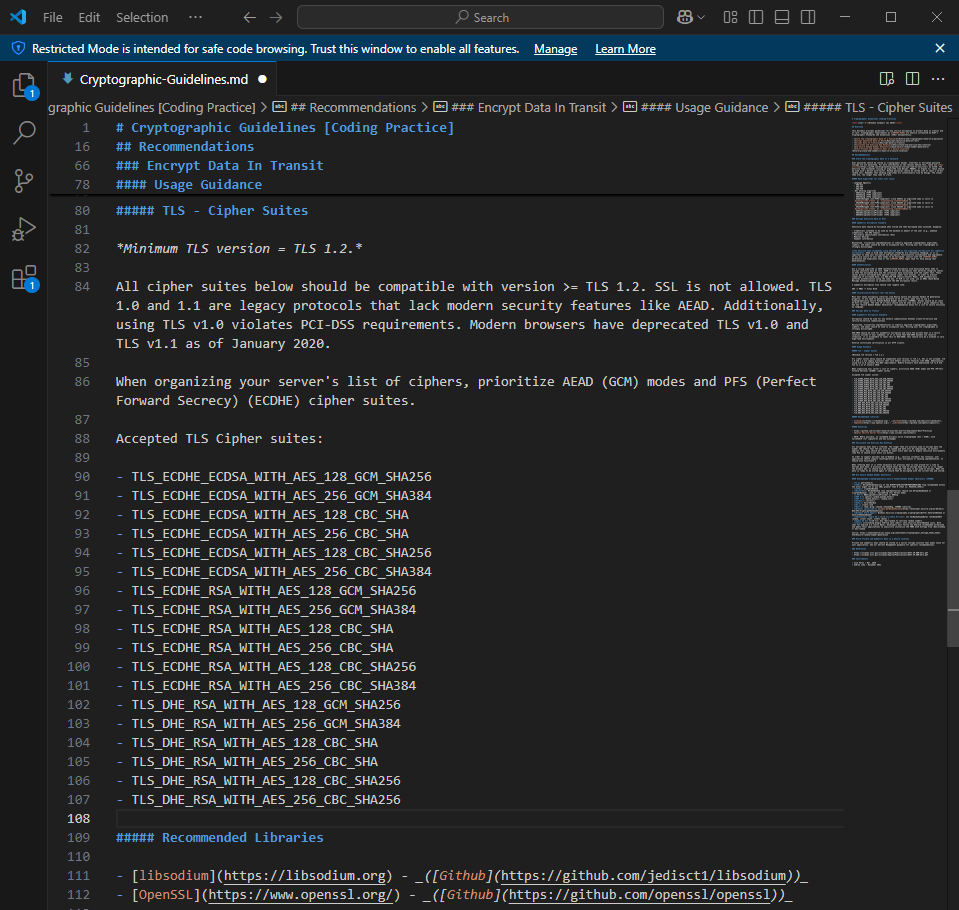 File Edit Selection ··· Search
Restricted Mode is intended for safe code browsing. Trust this window to enable all features. Manage Learn More
Cryptographic-Guidelines.md
graphic Guidelines [Coding Practice] > ## Recommendations > ### Encrypt Data In Transit > #### Usage Guidance > ##### TLS - Cipher Suites
1 # Cryptographic Guidelines [Coding Practice]
16 ## Recommendations
66 ### Encrypt Data In Transit
78 #### Usage Guidance
80 ##### TLS - Cipher Suites
81
82 *Minimum TLS version = TLS 1.2.*
83
84 All cipher suites below should be compatible with version >= TLS 1.2. SSL is not allowed. TLS
1.0 and 1.1 are legacy protocols that lack modern security features like AEAD. Additionally,
using TLS v1.0 violates PCI-DSS requirements. Modern browsers have deprecated TLS v1.0 and
TLS v1.1 as of January 2020.
85
86 When organizing your server's list of ciphers, prioritize AEAD (GCM) modes and PFS (Perfect
Forward Secrecy) (ECDHE) cipher suites.
87
88 Accepted TLS Cipher suites:
89
90 - TLS_ECDHE_ECDSA_WITH_AES_128_GCM_SHA256
91 - TLS_ECDHE_ECDSA_WITH_AES_256_GCM_SHA384
92 - TLS_ECDHE_ECDSA_WITH_AES_128_CBC_SHA
93 - TLS_ECDHE_ECDSA_WITH_AES_256_CBC_SHA
94 - TLS_ECDHE_ECDSA_WITH_AES_128_CBC_SHA256
95 - TLS_ECDHE_ECDSA_WITH_AES_256_CBC_SHA384
96 - TLS_ECDHE_RSA_WITH_AES_128_GCM_SHA256
97 - TLS_ECDHE_RSA_WITH_AES_256_GCM_SHA384
98 - TLS_ECDHE_RSA_WITH_AES_128_CBC_SHA
99 - TLS_ECDHE_RSA_WITH_AES_256_CBC_SHA
100 - TLS_ECDHE_RSA_WITH_AES_128_CBC_SHA256
101 - TLS_ECDHE_RSA_WITH_AES_256_CBC_SHA384
102 - TLS_DHE_RSA_WITH_AES_128_GCM_SHA256
103 - TLS_DHE_RSA_WITH_AES_256_GCM_SHA384
104 - TLS_DHE_RSA_WITH_AES_128_CBC_SHA
105 - TLS_DHE_RSA_WITH_AES_256_CBC_SHA
106 - TLS_DHE_RSA_WITH_AES_128_CBC_SHA256
107 - TLS_DHE_RSA_WITH_AES_256_CBC_SHA256
108
109 ##### Recommended Libraries
110
111 - [libsodium](https://libsodium.org) - _([Github](https://github.com/jedisct1/libsodium))_
112 - [OpenSSL](https://www.openssl.org/) - _([Github](https://github.com/openssl/openssl))_